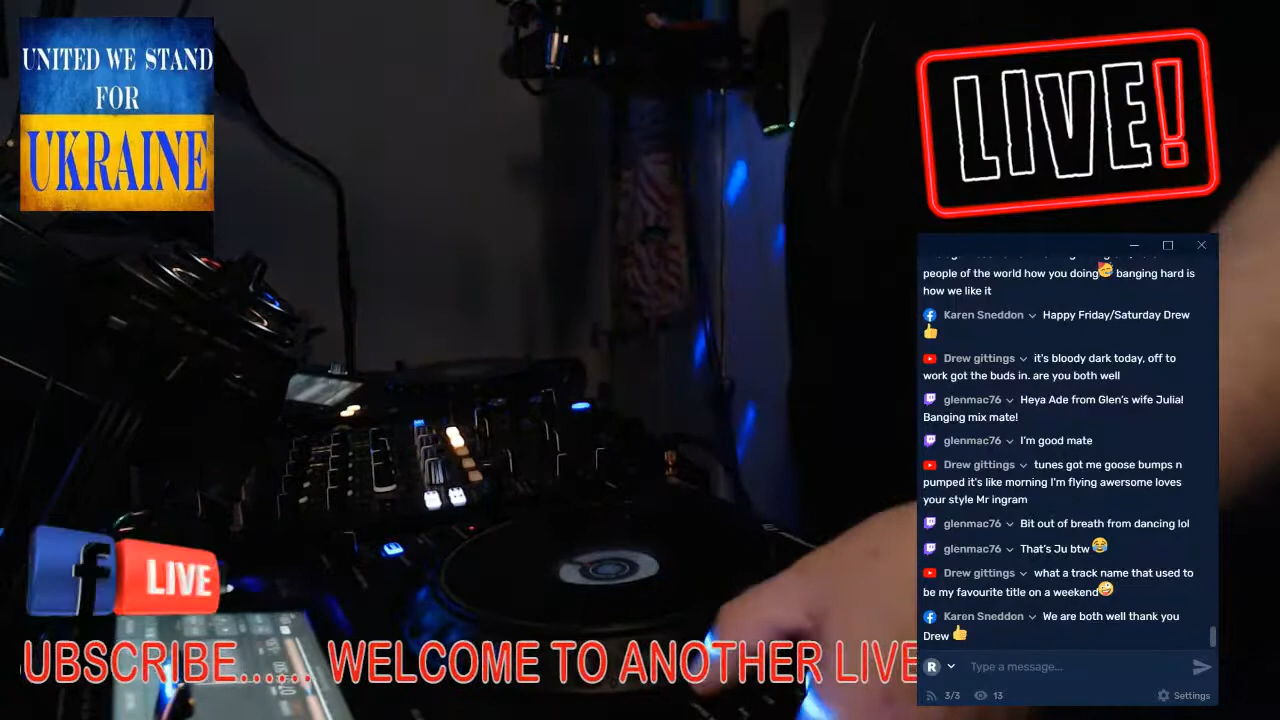 UNITED WE STAND
FOR
UKRAINE
LIVE!
people of the world how you doing🥳 banging hard is
how we like it
Karen Sneddon Happy Friday/Saturday Drew
👍
Drew gittings it's bloody dark today, off to
work got the buds in. are you both well
glenmac76 Heya Ade from Glen's wife Julia!
Banging mix mate!
glenmac76 I'm good mate
Drew gittings tunes got me goose bumps n
pumped it's like morning I'm flying awersome loves
your style Mr ingram
glenmac76 Bit out of breath from dancing lol
glenmac76 That's Ju btw 😂
Drew gittings what a track name that used to
be my favourite title on a weekend🤪
Karen Sneddon We are both well thank you
Drew 👍
R Type a message...
3/3 13 Settings
f LIVE
UBSCRIBE...... WELCOME TO ANOTHER LIVE